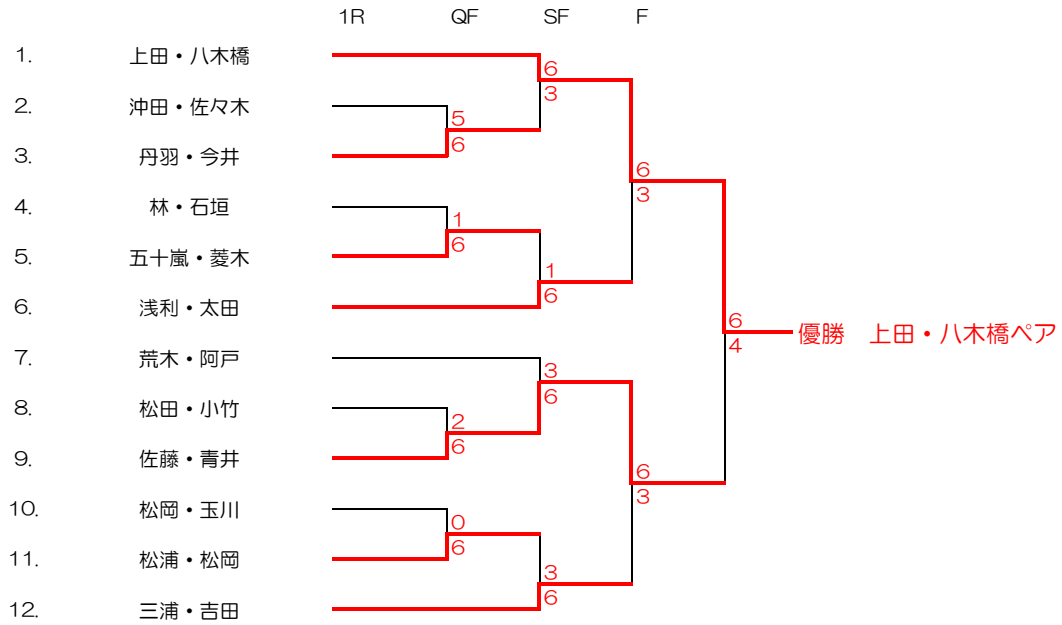 1R QF SF F
1. 上田・八木橋
6
3
2. 沖田・佐々木
5
6
3. 丹羽・今井
6
3
4. 林・石垣
1
6
5. 五十嵐・菱木
1
6
6. 浅利・太田
6
4
優勝　上田・八木橋ペア
7. 荒木・阿戸
3
6
8. 松田・小竹
2
6
9. 佐藤・青井
6
3
10. 松岡・玉川
0
6
11. 松浦・松岡
3
6
12. 三浦・吉田